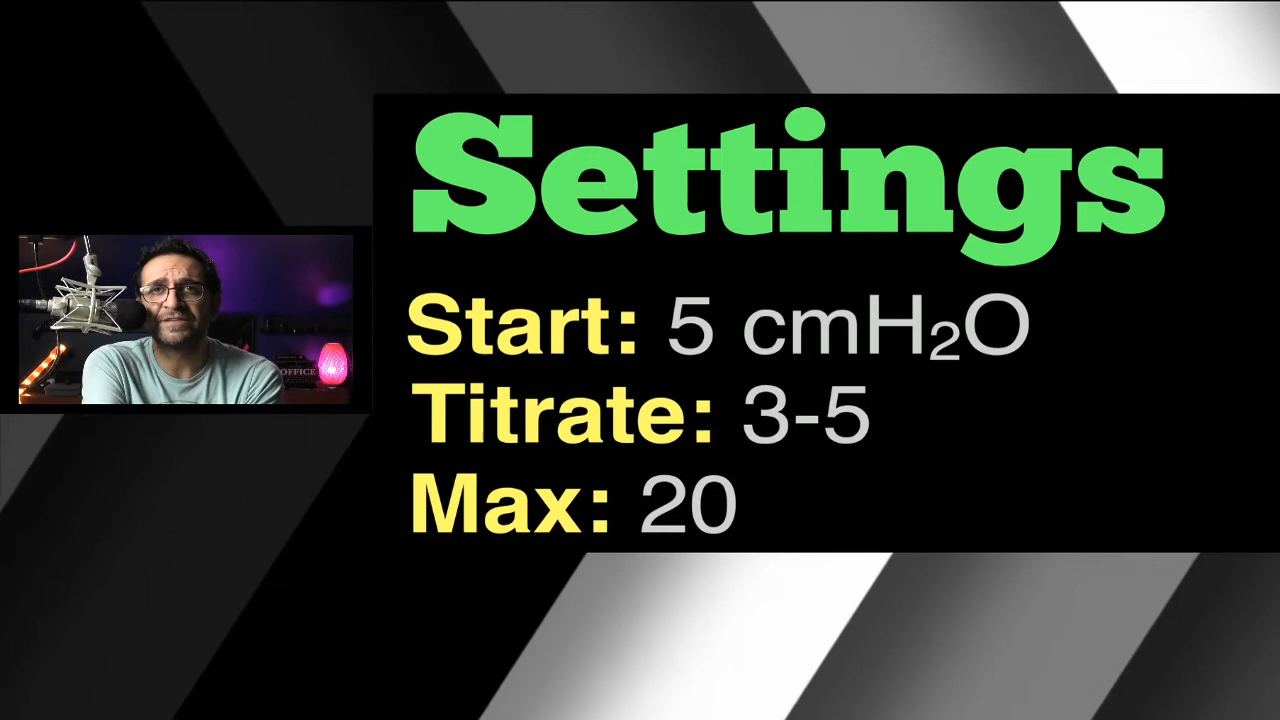 Settings
Start: 5 cmH₂O
Titrate: 3-5
Max: 20
OFFICE